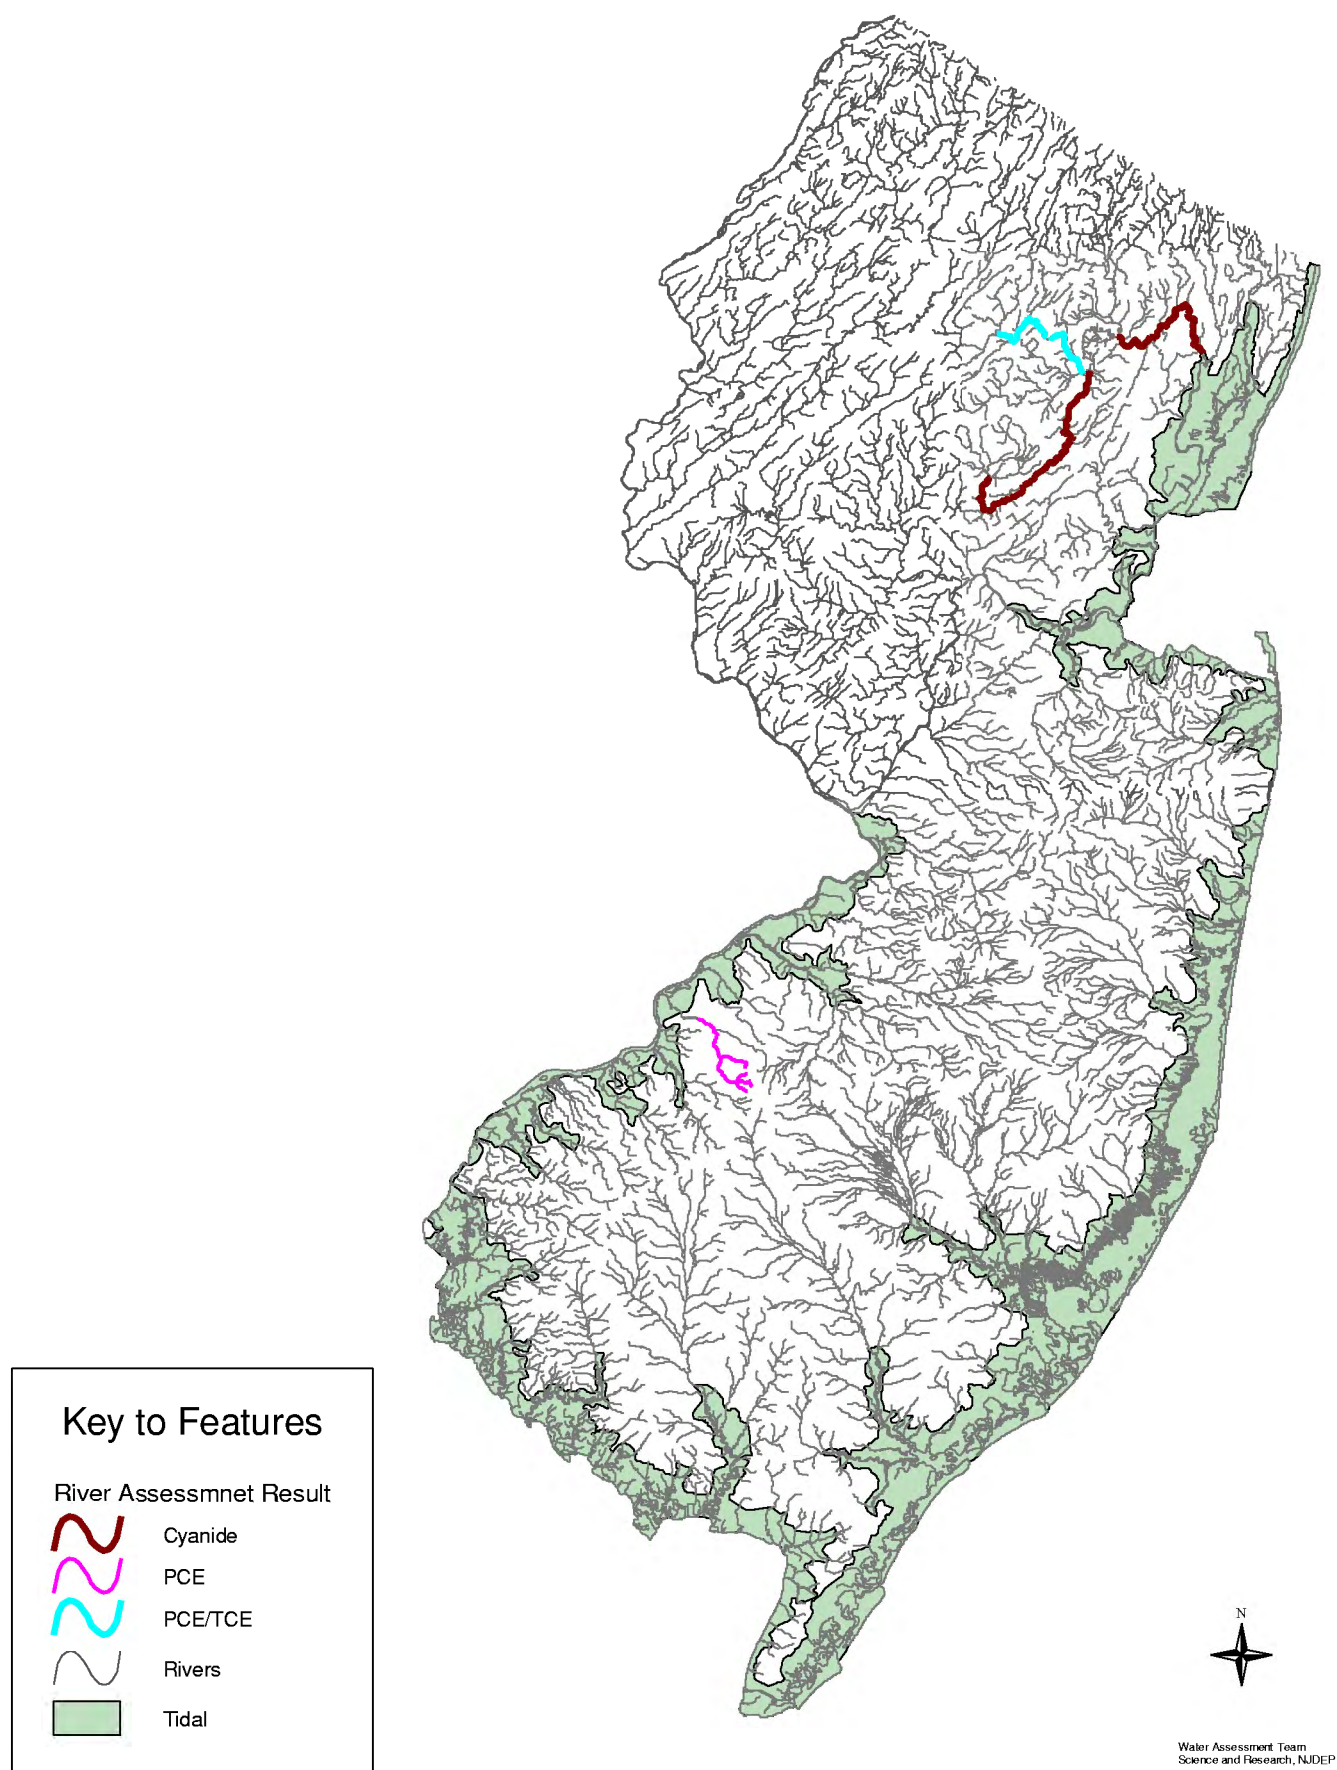 Key to Features
River Assessmnet Result
Cyanide
PCE
PCE/TCE
Rivers
Tidal
N
Water Assessment Team
Science and Research, NJDEP